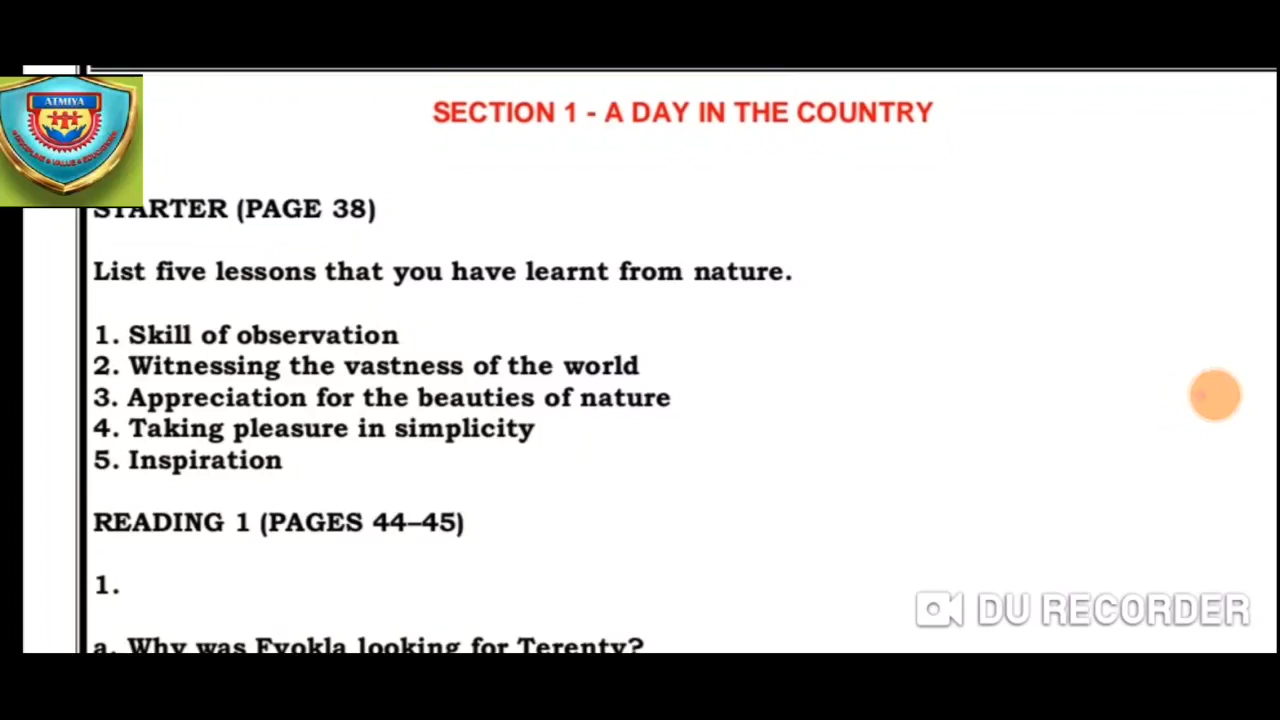 ATMIYA
SECTION 1 - A DAY IN THE COUNTRY
STARTER (PAGE 38)
List five lessons that you have learnt from nature.
1. Skill of observation
2. Witnessing the vastness of the world
3. Appreciation for the beauties of nature
4. Taking pleasure in simplicity
5. Inspiration
READING 1 (PAGES 44–45)
1.
DU RECORDER
a. Why was Fyokla looking for Terenty?